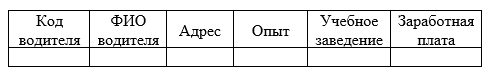 Код водителя
ФИО водителя
Адрес
Опыт
Учебное заведение
Заработная плата